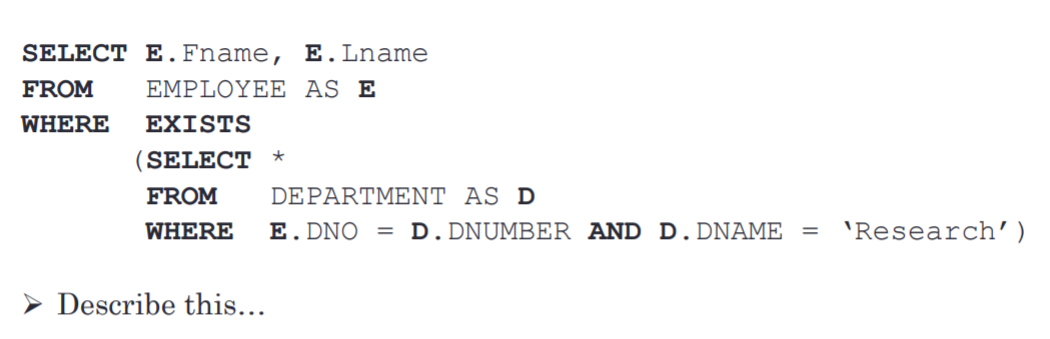 SELECT E.Fname, E.Lname
FROM EMPLOYEE AS E
WHERE EXISTS
(SELECT *
FROM DEPARTMENT AS D
WHERE E.DNO = D.DNUMBER AND D.DNAME = ‘Research’)
➢ Describe this…